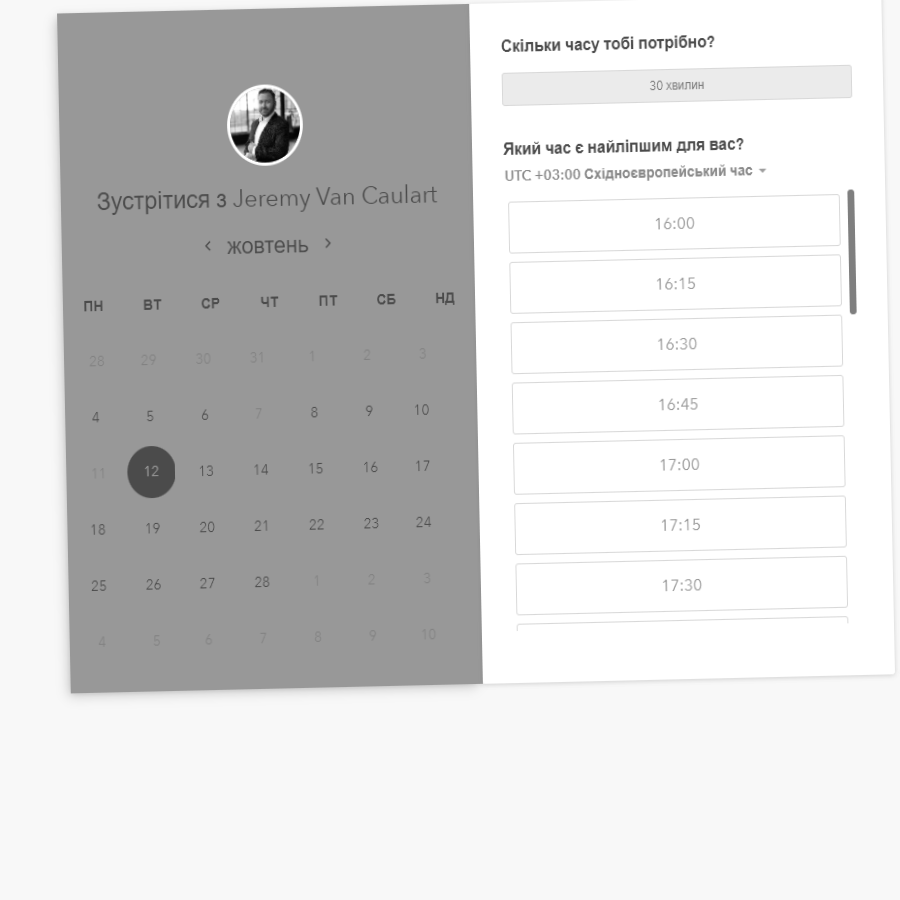 Зустрітися з Jeremy Van Caulart
‹ жовтень ›
ПН ВТ СР ЧТ ПТ СБ НД
28 29 30 31 1 2 3
4 5 6 7 8 9 10
11 12 13 14 15 16 17
18 19 20 21 22 23 24
25 26 27 28 1 2 3
4 5 6 7 8 9 10
Скільки часу тобі потрібно?
30 хвилин
Який час є найліпшим для вас?
UTC +03:00 Східноєвропейський час
16:00
16:15
16:30
16:45
17:00
17:15
17:30